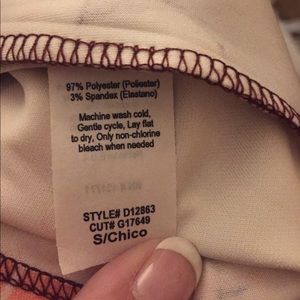 97% Polyester (Poliester)
3% Spandex (Elastano)
Machine wash cold,
Gentle cycle, Lay flat
to dry, Only non-chlorine
bleach when needed
STYLE# D12863
CUT# G17649
S/Chico